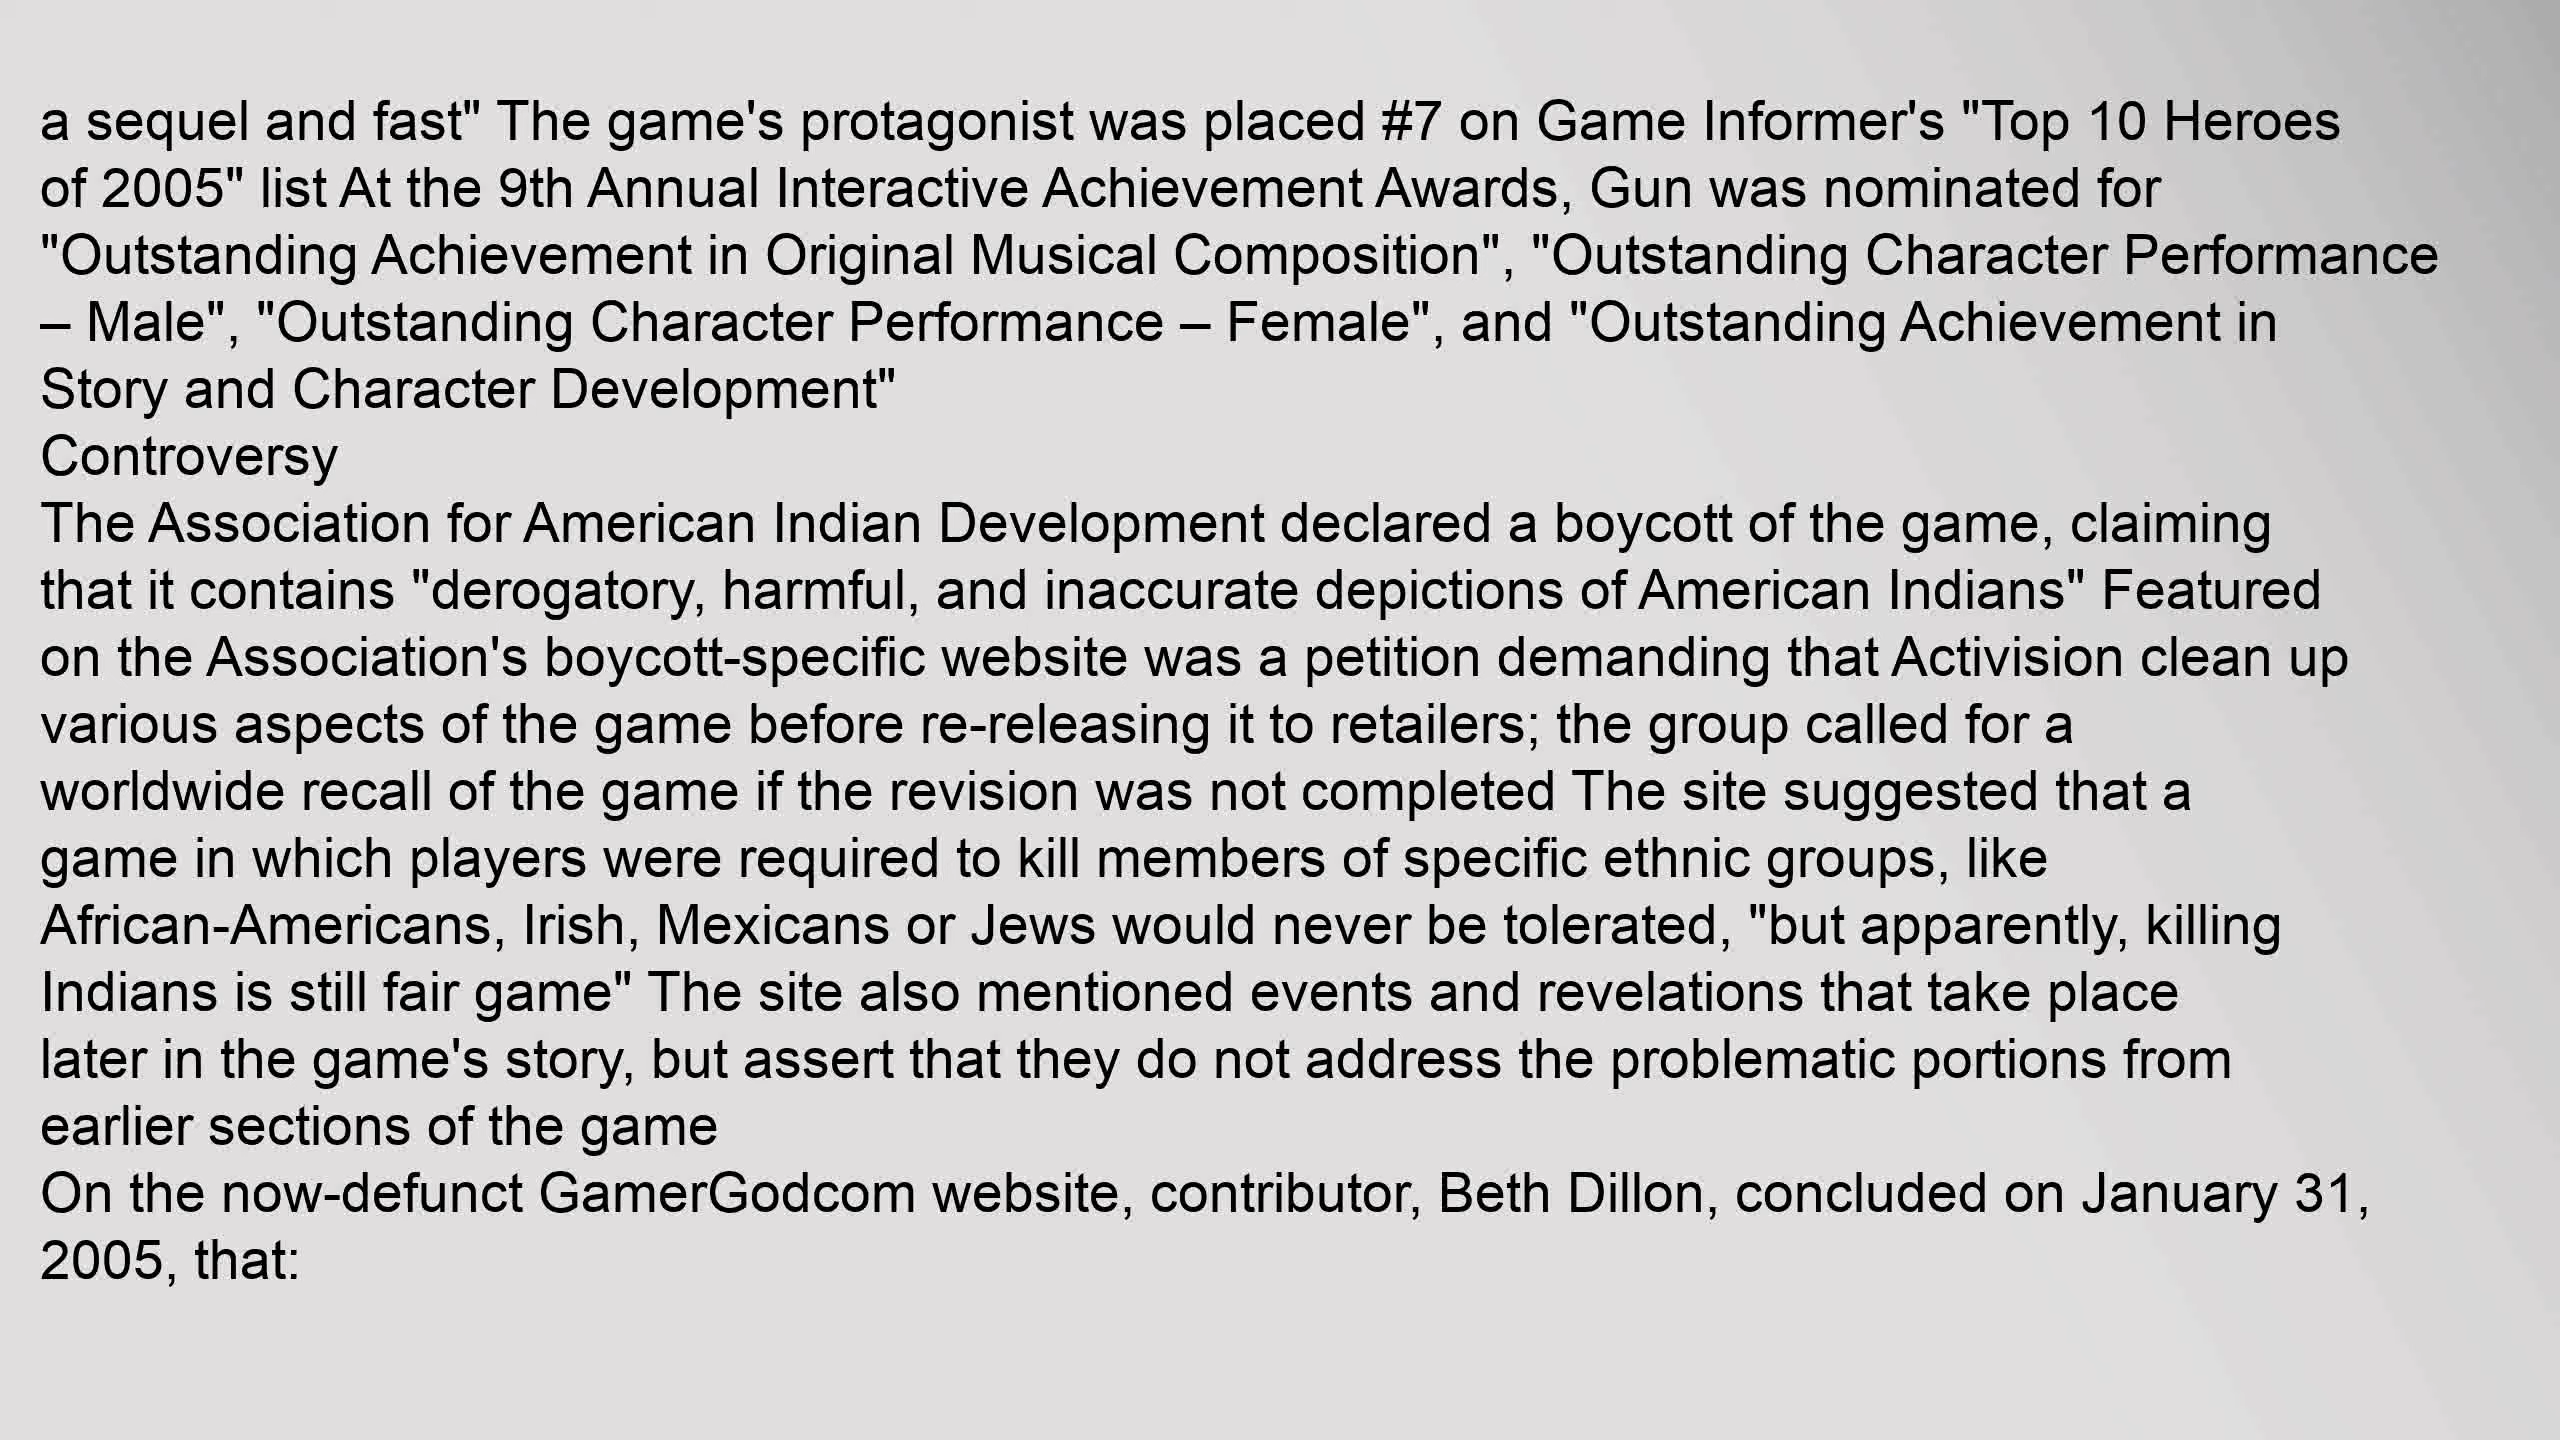 a sequel and fast" The game's protagonist was placed #7 on Game Informer's "Top 10 Heroes
of 2005" list At the 9th Annual Interactive Achievement Awards, Gun was nominated for
"Outstanding Achievement in Original Musical Composition", "Outstanding Character Performance
– Male", "Outstanding Character Performance – Female", and "Outstanding Achievement in
Story and Character Development"
Controversy
The Association for American Indian Development declared a boycott of the game, claiming
that it contains "derogatory, harmful, and inaccurate depictions of American Indians" Featured
on the Association's boycott-specific website was a petition demanding that Activision clean up
various aspects of the game before re-releasing it to retailers; the group called for a
worldwide recall of the game if the revision was not completed The site suggested that a
game in which players were required to kill members of specific ethnic groups, like
African-Americans, Irish, Mexicans or Jews would never be tolerated, "but apparently, killing
Indians is still fair game" The site also mentioned events and revelations that take place
later in the game's story, but assert that they do not address the problematic portions from
earlier sections of the game
On the now-defunct GamerGodcom website, contributor, Beth Dillon, concluded on January 31,
2005, that: